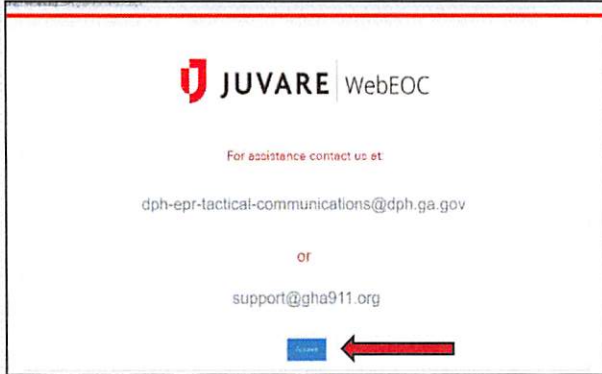 JUVARE WebEOC
For assistance contact us at
dph-epr-tactical-communications@dph.ga.gov
or
support@gha911.org